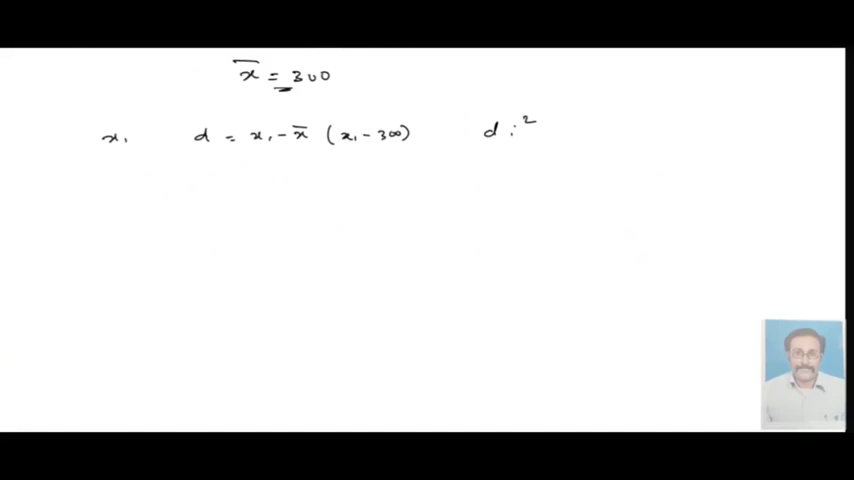 x̄ = 300
xᵢ d = xᵢ - x̄ (xᵢ - 300) dᵢ²